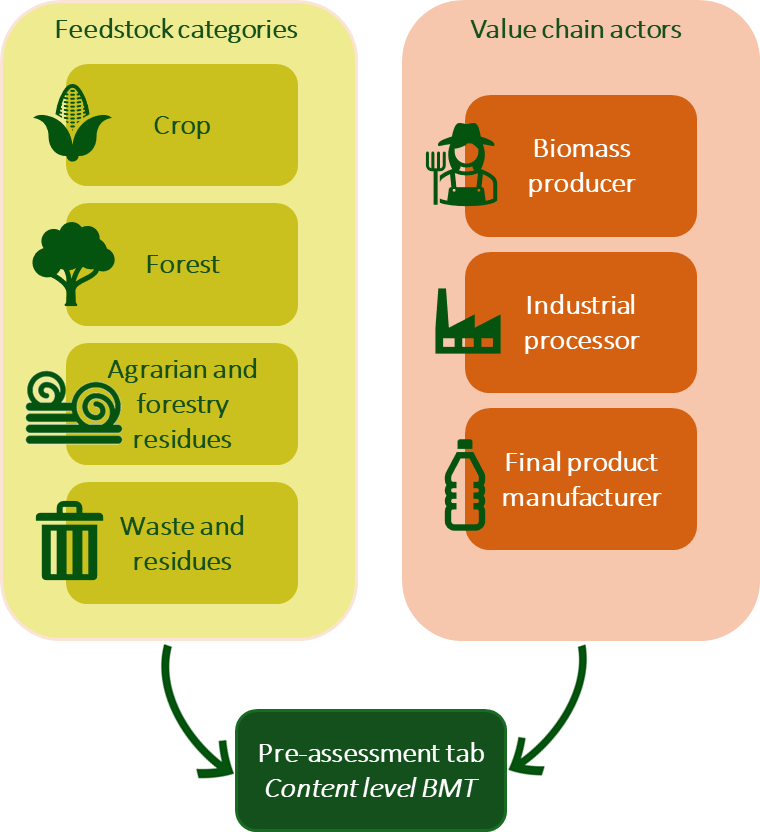 Feedstock categories
Crop
Forest
Agrarian and
forestry
residues
Waste and
residues
Value chain actors
Biomass
producer
Industrial
processor
Final product
manufacturer
Pre-assessment tab
Content level BMT